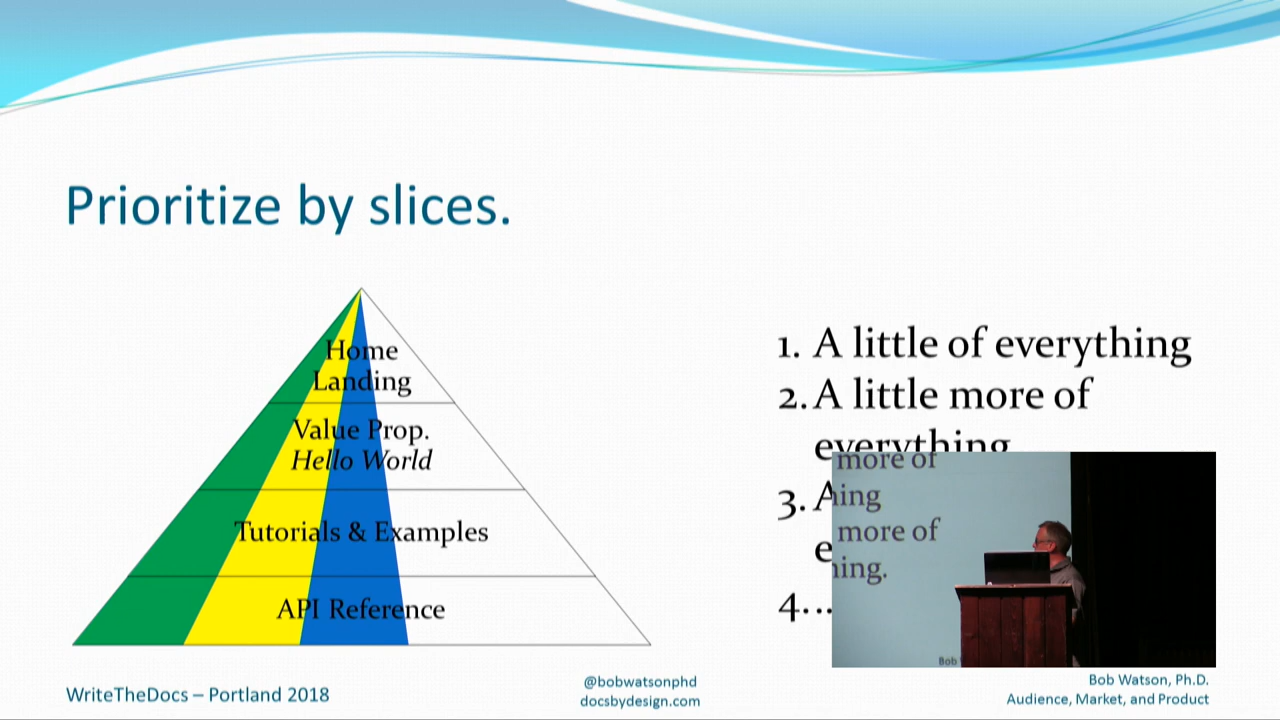 Prioritize by slices.
Home
Landing
Value Prop.
Hello World
Tutorials & Examples
API Reference
1. A little of everything
2. A little more of
everything
3. A
e
4...
more of
ing
more of
ing.
Bob
WriteTheDocs – Portland 2018
@bobwatsonphd
docsbydesign.com
Bob Watson, Ph.D.
Audience, Market, and Product